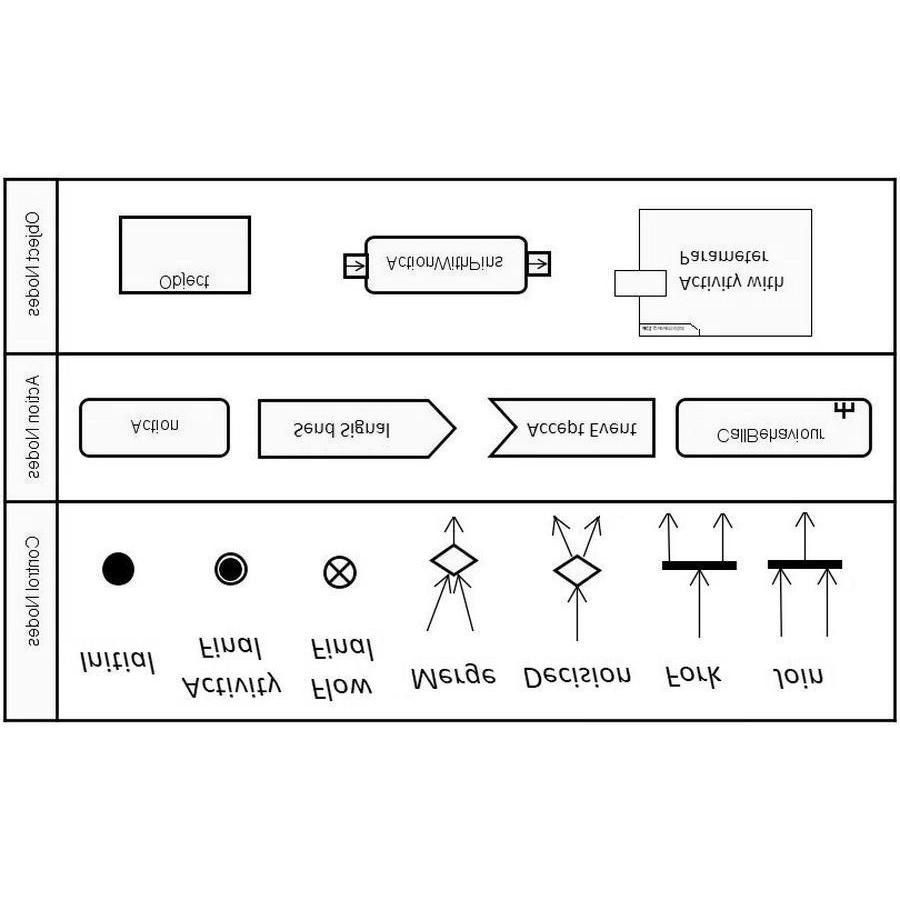 Control Nodes
Initial
Activity
Final
Flow
Final
Merge
Decision
Fork
Join
Action Nodes
Action
Send Signal
Accept Event
CallBehaviour
Object Nodes
Object
ActionWithPins
Activity with
Parameter